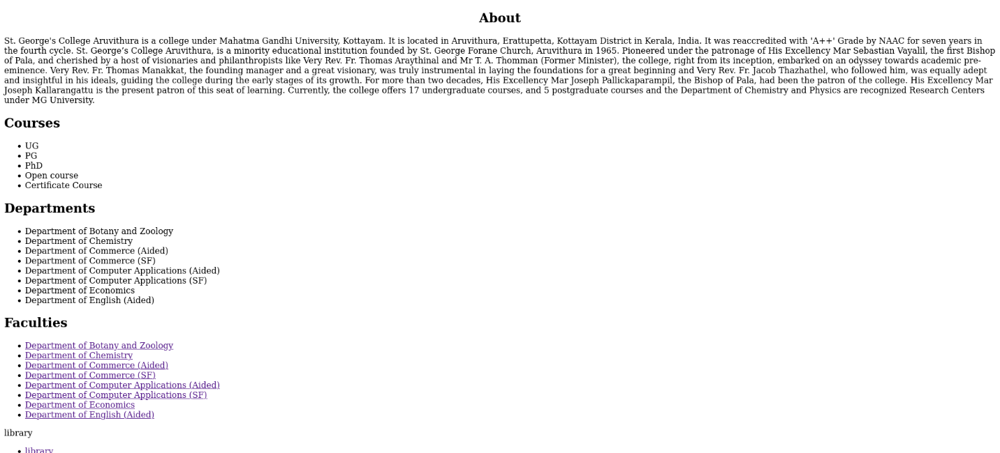 About
St. George's College Aruvithura is a college under Mahatma Gandhi University, Kottayam. It is located in Aruvithura, Erattupetta, Kottayam District in Kerala, India. It was reaccredited with 'A++' Grade by NAAC for seven years in
the fourth cycle. St. George’s College Aruvithura, is a minority educational institution founded by St. George Forane Church, Aruvithura in 1965. Pioneered under the patronage of His Excellency Mar Sebastian Vayalil, the first Bishop
of Pala, and cherished by a host of visionaries and philanthropists like Very Rev. Fr. Thomas Araythinal and Mr T. A. Thomman (Former Minister), the college, right from its inception, embarked on an odyssey towards academic pre-
eminence. Very Rev. Fr. Thomas Manakkat, the founding manager and a great visionary, was truly instrumental in laying the foundations for a great beginning and Very Rev. Fr. Jacob Thazhathel, who followed him, was equally adept
and insightful in his ideals, guiding the college during the early stages of its growth. For more than two decades, His Excellency Mar Joseph Pallickaparampil, the Bishop of Pala, had been the patron of the college. His Excellency Mar
Joseph Kallarangattu is the present patron of this seat of learning. Currently, the college offers 17 undergraduate courses, and 5 postgraduate courses and the Department of Chemistry and Physics are recognized Research Centers
under MG University.
Courses
• UG
• PG
• PhD
• Open course
• Certificate Course
Departments
• Department of Botany and Zoology
• Department of Chemistry
• Department of Commerce (Aided)
• Department of Commerce (SF)
• Department of Computer Applications (Aided)
• Department of Computer Applications (SF)
• Department of Economics
• Department of English (Aided)
Faculties
• Department of Botany and Zoology
• Department of Chemistry
• Department of Commerce (Aided)
• Department of Commerce (SF)
• Department of Computer Applications (Aided)
• Department of Computer Applications (SF)
• Department of Economics
• Department of English (Aided)
library
• library